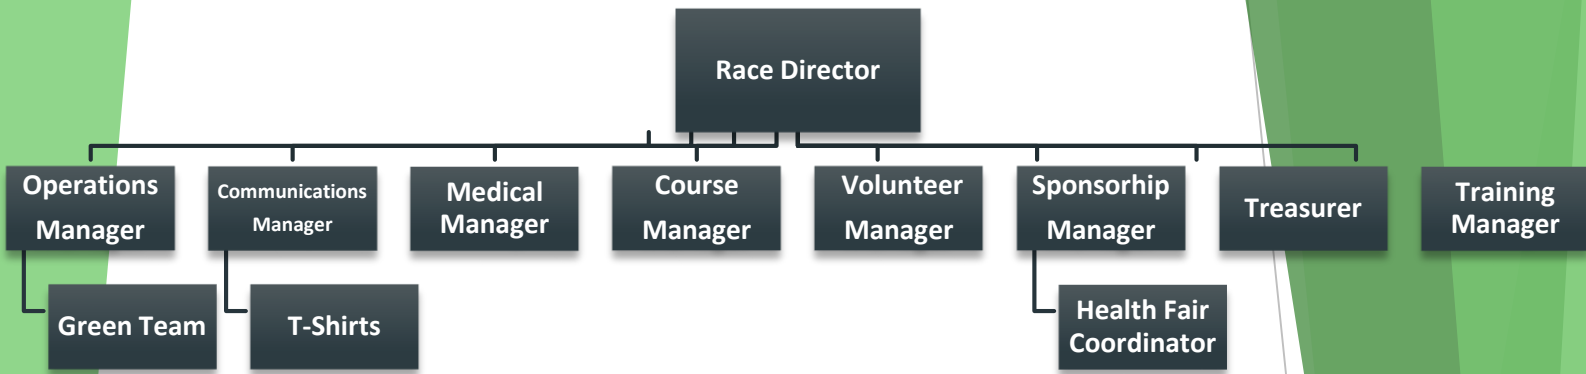 Race Director
Operations
Manager
Communications
Manager
Medical
Manager
Course
Manager
Volunteer
Manager
Sponsorhip
Manager
Treasurer
Training
Manager
Green Team
T-Shirts
Health Fair
Coordinator